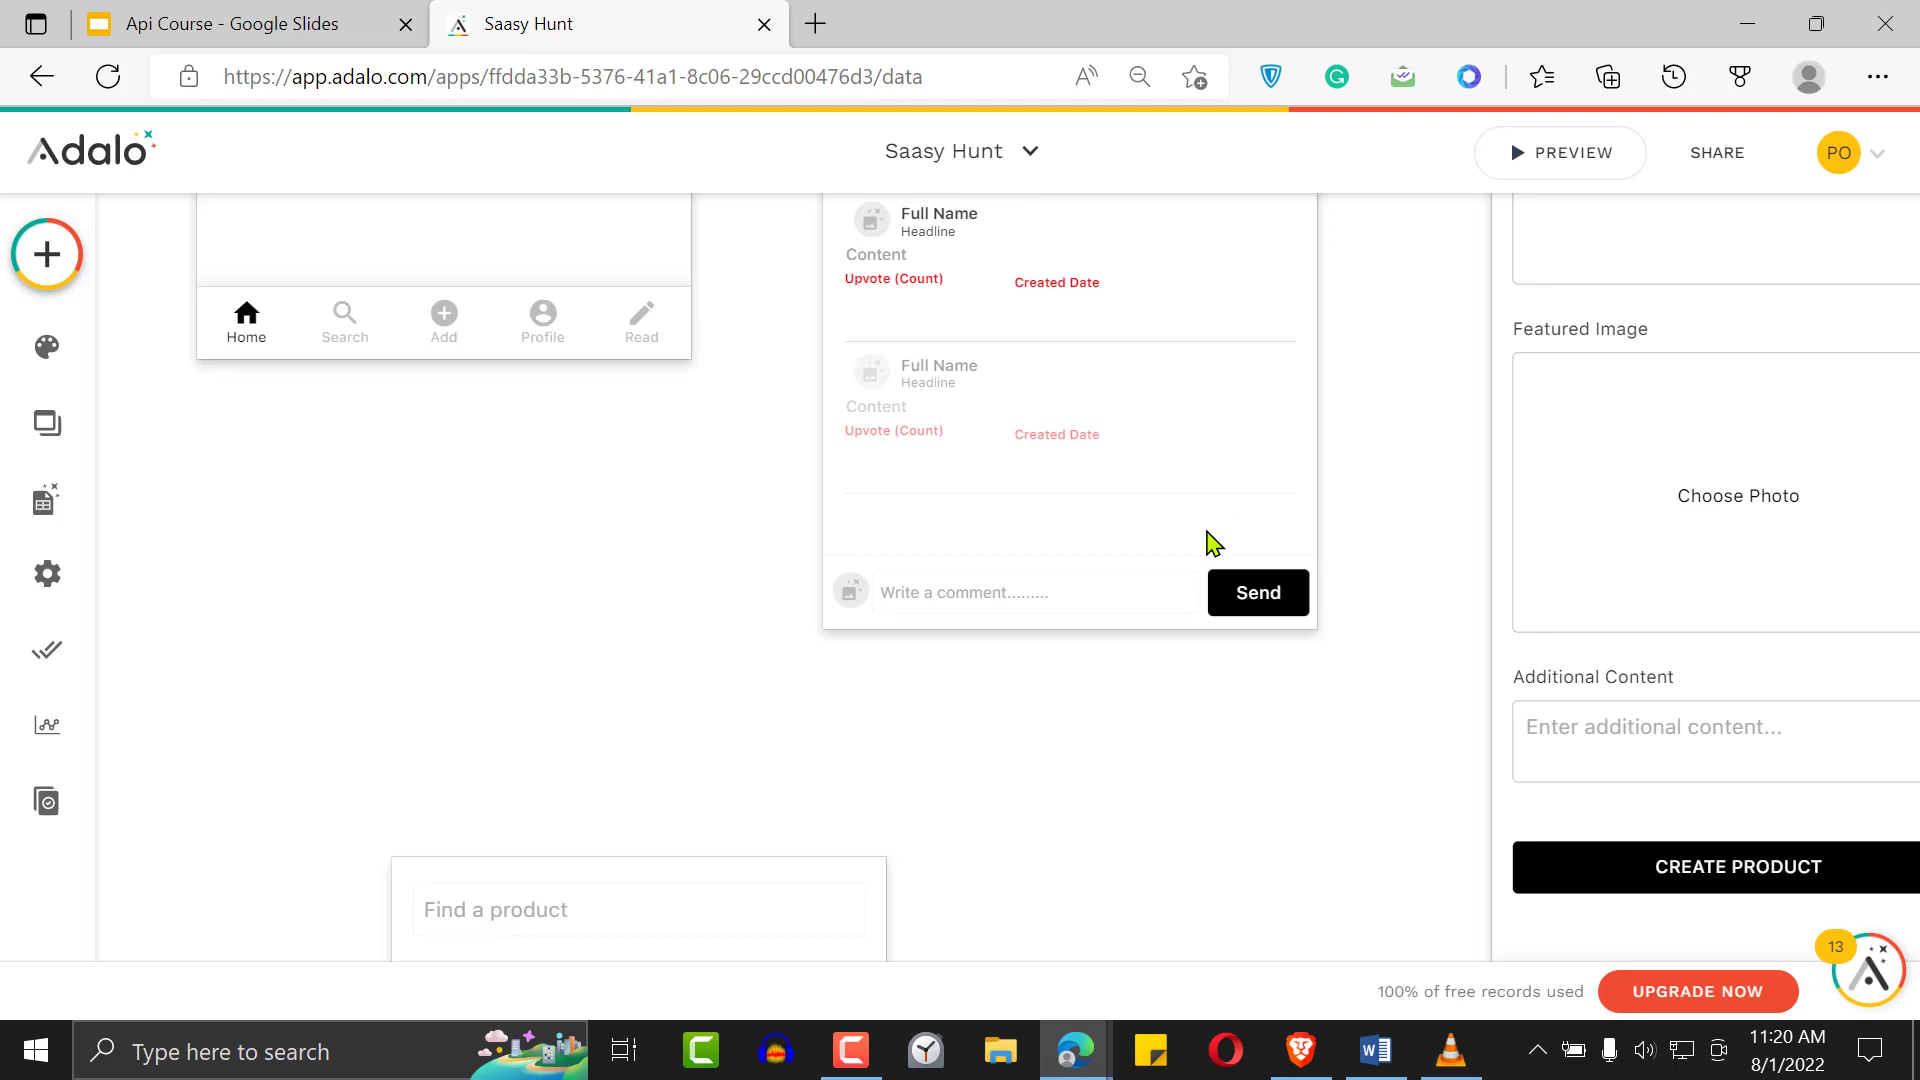 Api Course - Google Slides
Saasy Hunt
https://app.adalo.com/apps/ffdda33b-5376-41a1-8c06-29ccd00476d3/data
Adalo
Saasy Hunt
PREVIEW
SHARE
PO
Full Name
Headline
Content
Upvote (Count)
Created Date
Home
Search
Add
Profile
Read
Full Name
Headline
Content
Upvote (Count)
Created Date
Write a comment.........
Send
Featured Image
Choose Photo
Additional Content
Enter additional content...
CREATE PRODUCT
Find a product
13
100% of free records used
UPGRADE NOW
Type here to search
11:20 AM
8/1/2022